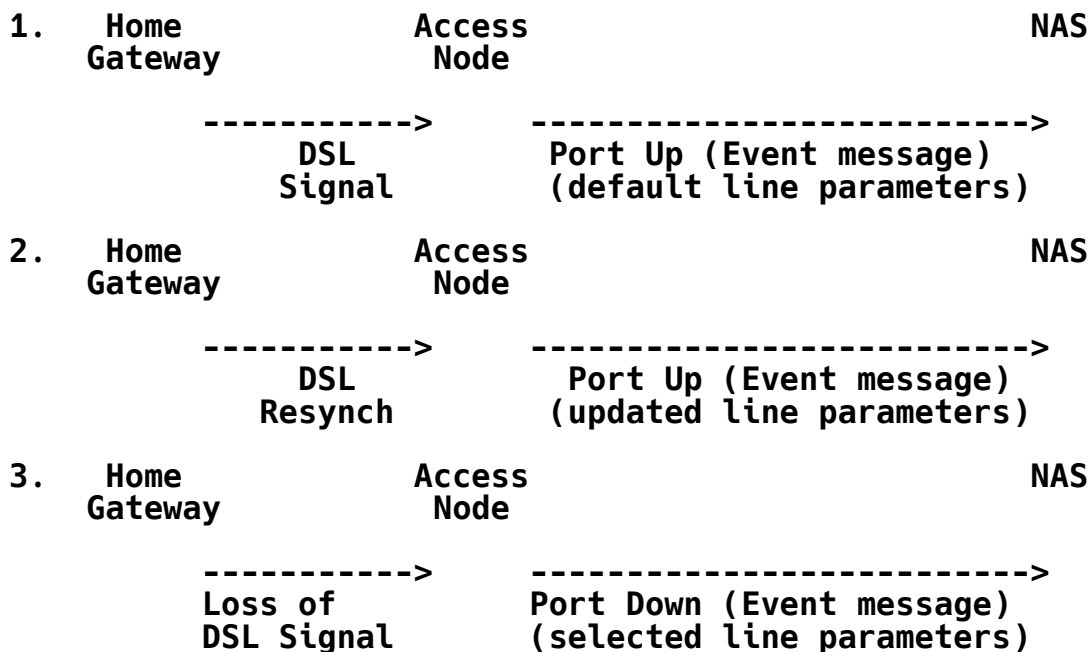 1.   Home            Access                          NAS
    Gateway           Node

          ----------->     -------------------------->
               DSL          Port Up (Event message)
              Signal        (default line parameters)

2.   Home            Access                          NAS
    Gateway           Node

          ----------->     -------------------------->
               DSL           Port Up (Event message)
             Resynch        (updated line parameters)

3.   Home            Access                          NAS
    Gateway           Node

          ----------->     -------------------------->
          Loss of          Port Down (Event message)
          DSL Signal       (selected line parameters)